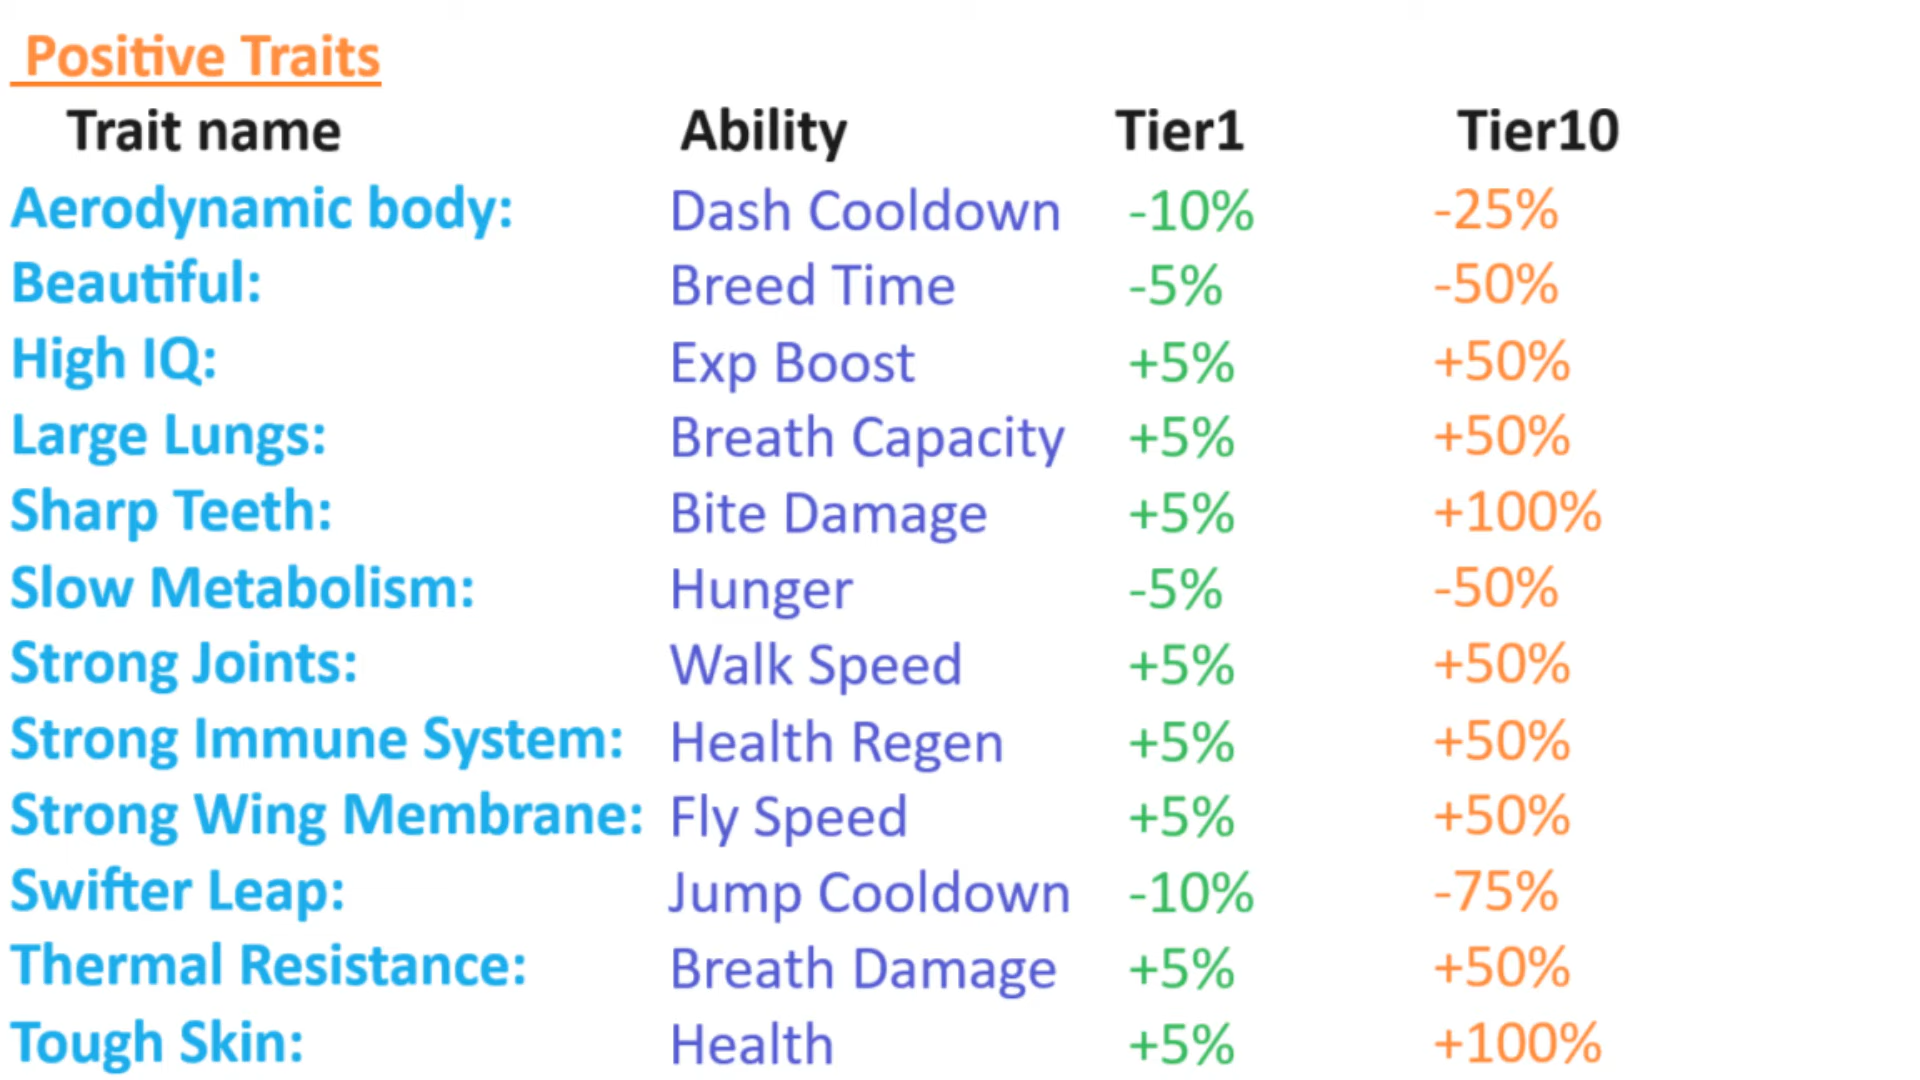 Positive Traits
Trait name Ability Tier1 Tier10
Aerodynamic body: Dash Cooldown -10% -25%
Beautiful: Breed Time -5% -50%
High IQ: Exp Boost +5% +50%
Large Lungs: Breath Capacity +5% +50%
Sharp Teeth: Bite Damage +5% +100%
Slow Metabolism: Hunger -5% -50%
Strong Joints: Walk Speed +5% +50%
Strong Immune System: Health Regen +5% +50%
Strong Wing Membrane: Fly Speed +5% +50%
Swifter Leap: Jump Cooldown -10% -75%
Thermal Resistance: Breath Damage +5% +50%
Tough Skin: Health +5% +100%